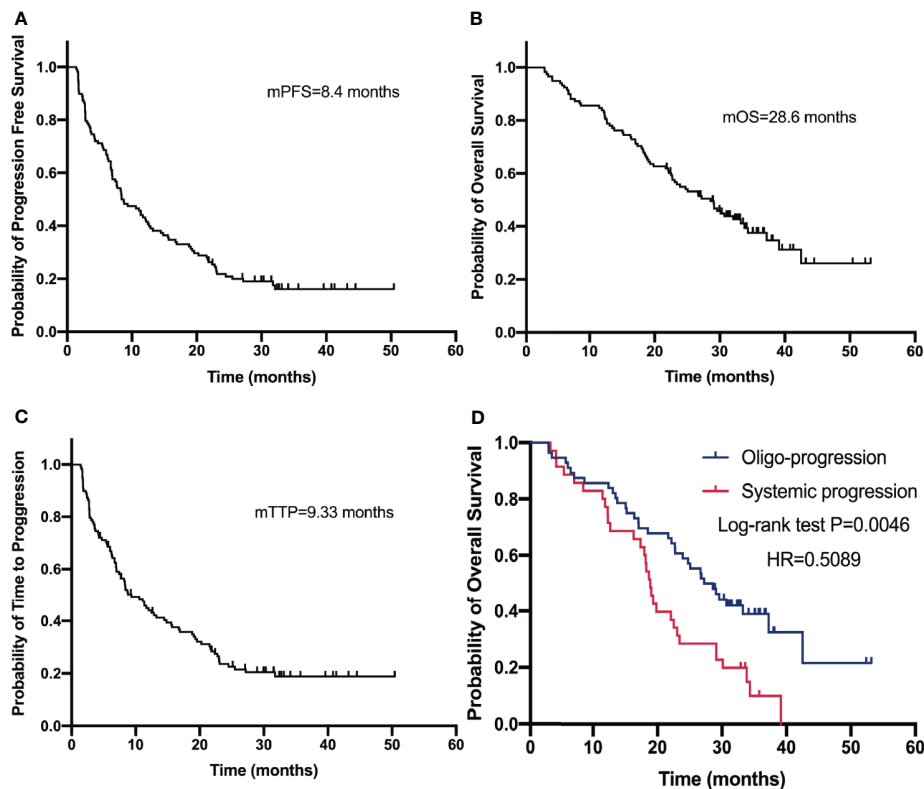 A
Probability of Progression Free Survival
1.0
0.8
0.6
0.4
0.2
0.0
mPFS=8.4 months
0 10 20 30 40 50 60
Time (months)
B
Probability of Overall Survival
1.0
0.8
0.6
0.4
0.2
0.0
mOS=28.6 months
0 10 20 30 40 50 60
Time (months)
C
Probability of Time to Proggression
1.0
0.8
0.6
0.4
0.2
0.0
mTTP=9.33 months
0 10 20 30 40 50 60
Time (months)
D
Probability of Overall Survival
1.0
0.8
0.6
0.4
0.2
0.0
Oligo-progression
Systemic progression
Log-rank test P=0.0046
HR=0.5089
0 10 20 30 40 50 60
Time (months)